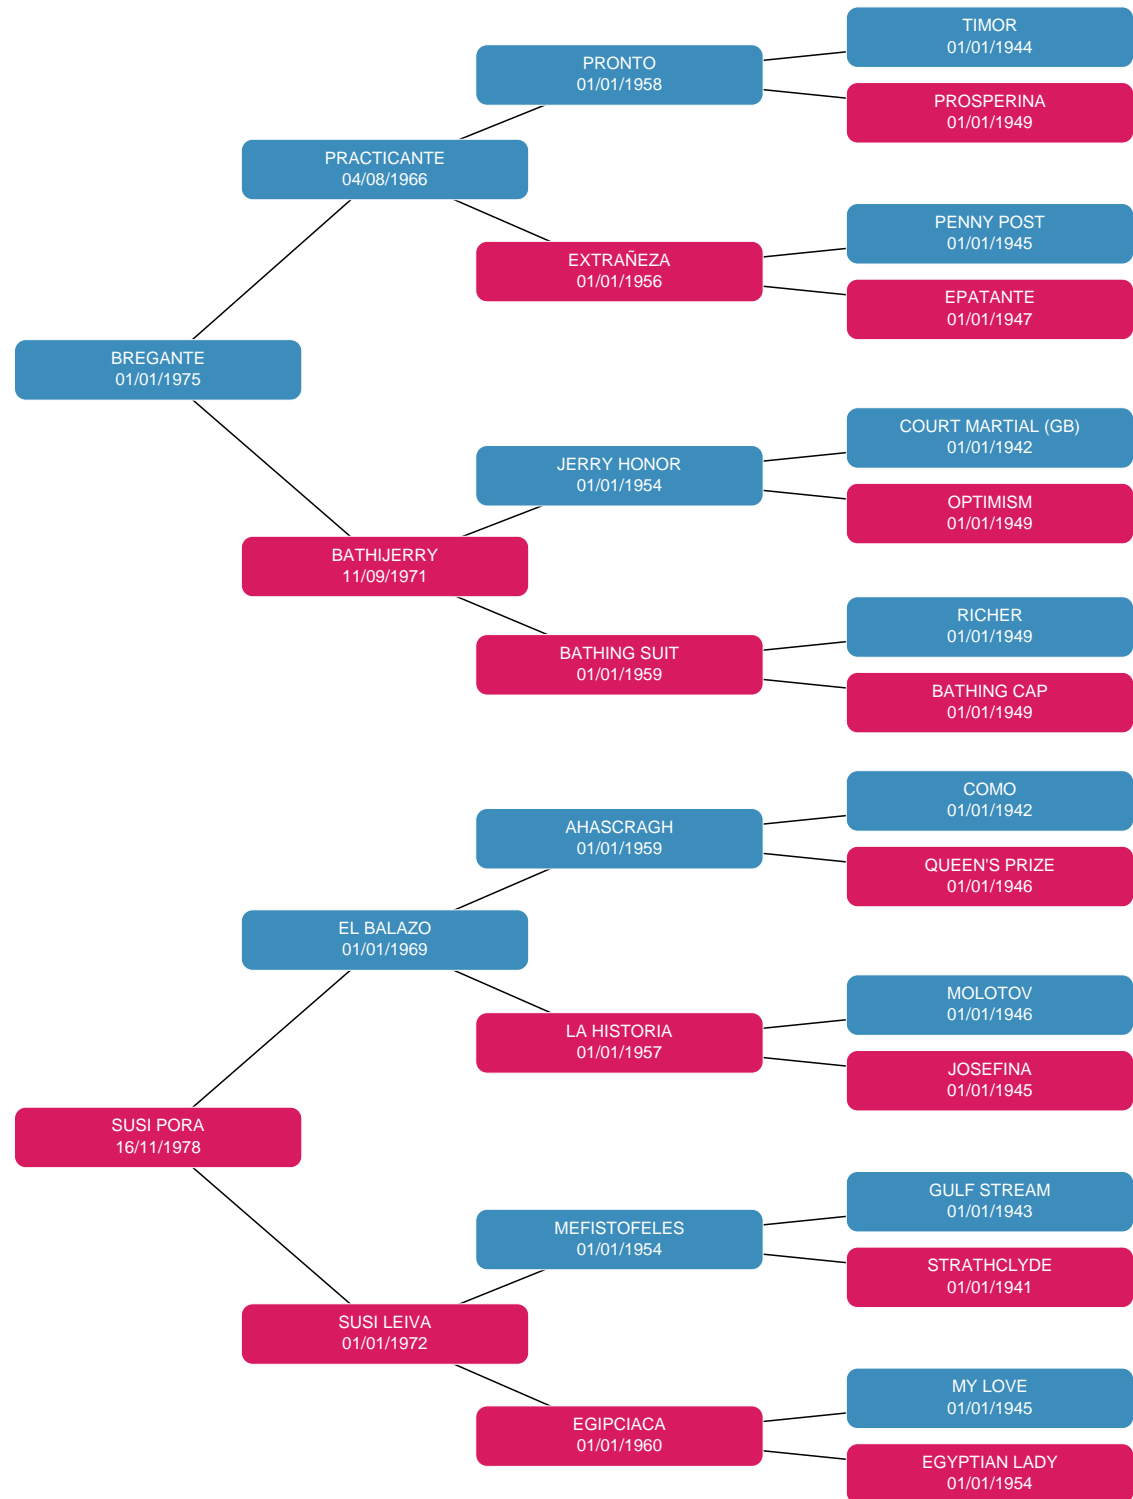 TIMOR
01/01/1944
PRONTO
01/01/1958
PROSPERINA
01/01/1949
PRACTICANTE
04/08/1966
PENNY POST
01/01/1945
EXTRAÑEZA
01/01/1956
EPATANTE
01/01/1947
BREGANTE
01/01/1975
COURT MARTIAL (GB)
01/01/1942
JERRY HONOR
01/01/1954
OPTIMISM
01/01/1949
BATHIJERRY
11/09/1971
RICHER
01/01/1949
BATHING SUIT
01/01/1959
BATHING CAP
01/01/1949
COMO
01/01/1942
AHASCRAGH
01/01/1959
QUEEN'S PRIZE
01/01/1946
EL BALAZO
01/01/1969
MOLOTOV
01/01/1946
LA HISTORIA
01/01/1957
JOSEFINA
01/01/1945
SUSI PORA
16/11/1978
GULF STREAM
01/01/1943
MEFISTOFELES
01/01/1954
STRATHCLYDE
01/01/1941
SUSI LEIVA
01/01/1972
MY LOVE
01/01/1945
EGIPCIACA
01/01/1960
EGYPTIAN LADY
01/01/1954